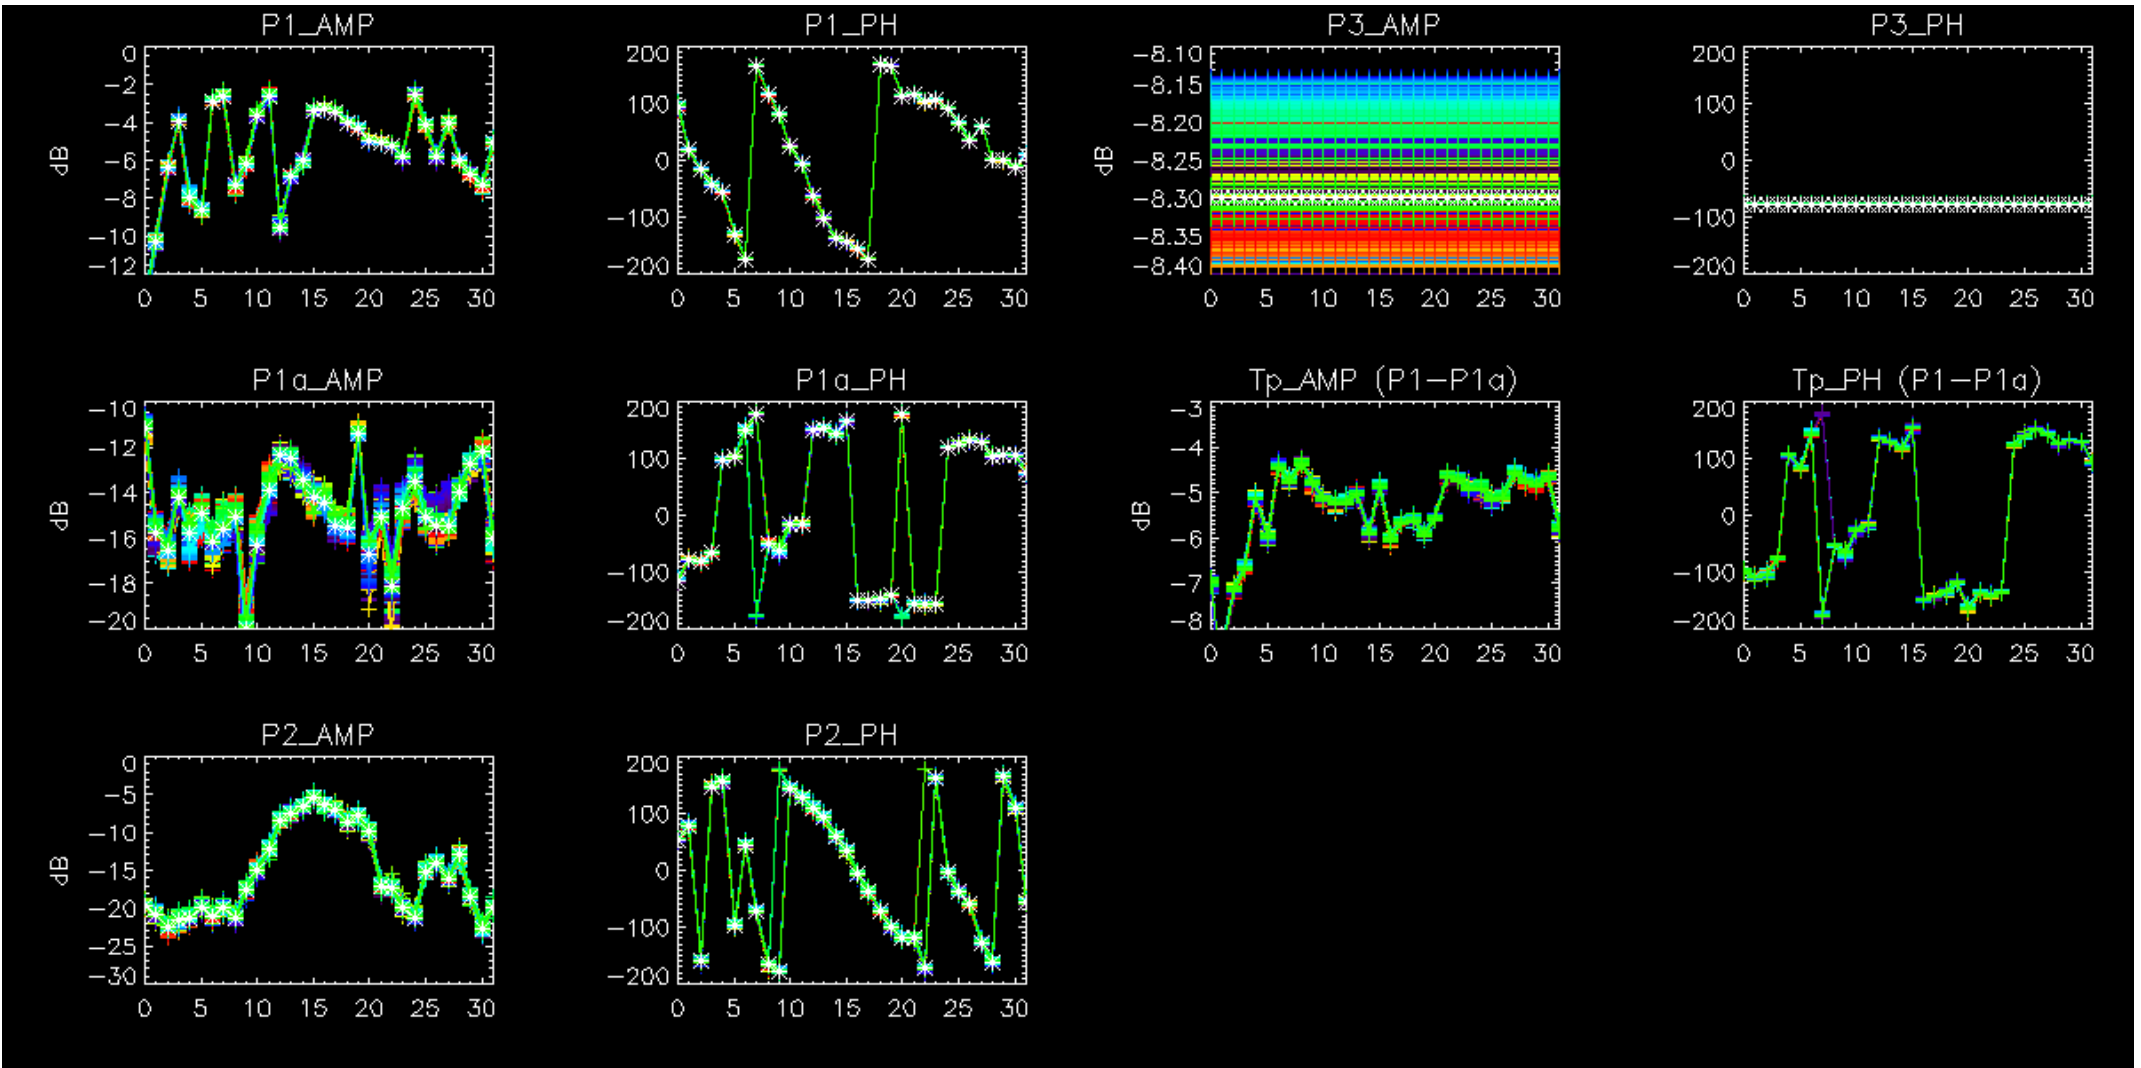 P1_AMP
P1_PH
P3_AMP
P3_PH
0
-2
-4
-6
-8
-10
-12
dB
0 5 10 15 20 25 30
200
100
0
-100
-200
0 5 10 15 20 25 30
-8.10
-8.15
-8.20
-8.25
-8.30
-8.35
-8.40
dB
0 5 10 15 20 25 30
200
100
0
-100
-200
0 5 10 15 20 25 30
P1a_AMP
P1a_PH
Tp_AMP (P1-P1a)
Tp_PH (P1-P1a)
-10
-12
-14
-16
-18
-20
dB
0 5 10 15 20 25 30
200
100
0
-100
-200
0 5 10 15 20 25 30
-3
-4
-5
-6
-7
-8
dB
0 5 10 15 20 25 30
200
100
0
-100
-200
0 5 10 15 20 25 30
P2_AMP
P2_PH
0
-5
-10
-15
-20
-25
-30
dB
0 5 10 15 20 25 30
200
100
0
-100
-200
0 5 10 15 20 25 30